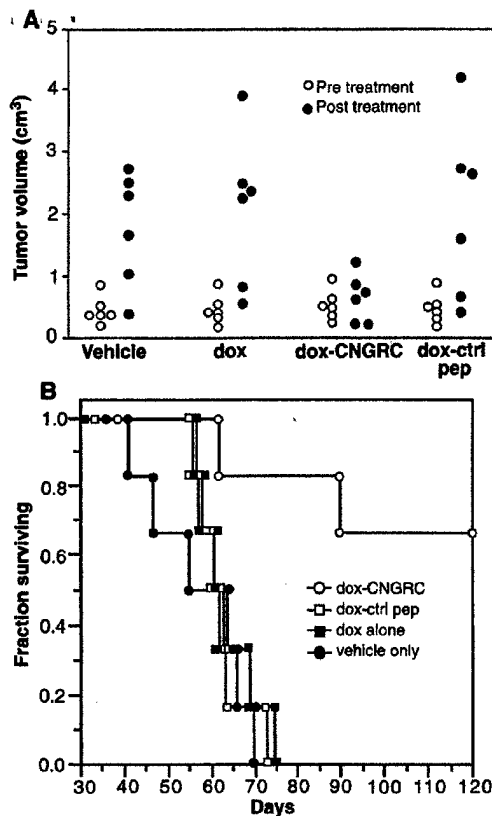 A
Tumor volume (cm³)
5
4
3
2
1
0
Pre treatment
Post treatment
Vehicle
dox
dox-CNGRC
dox-ctrl
pep
B
Fraction surviving
1.0
0.8
0.6
0.4
0.2
0.0
dox-CNGRC
dox-ctrl pep
dox alone
vehicle only
30 40 50 60 70 80 90 100 110 120
Days